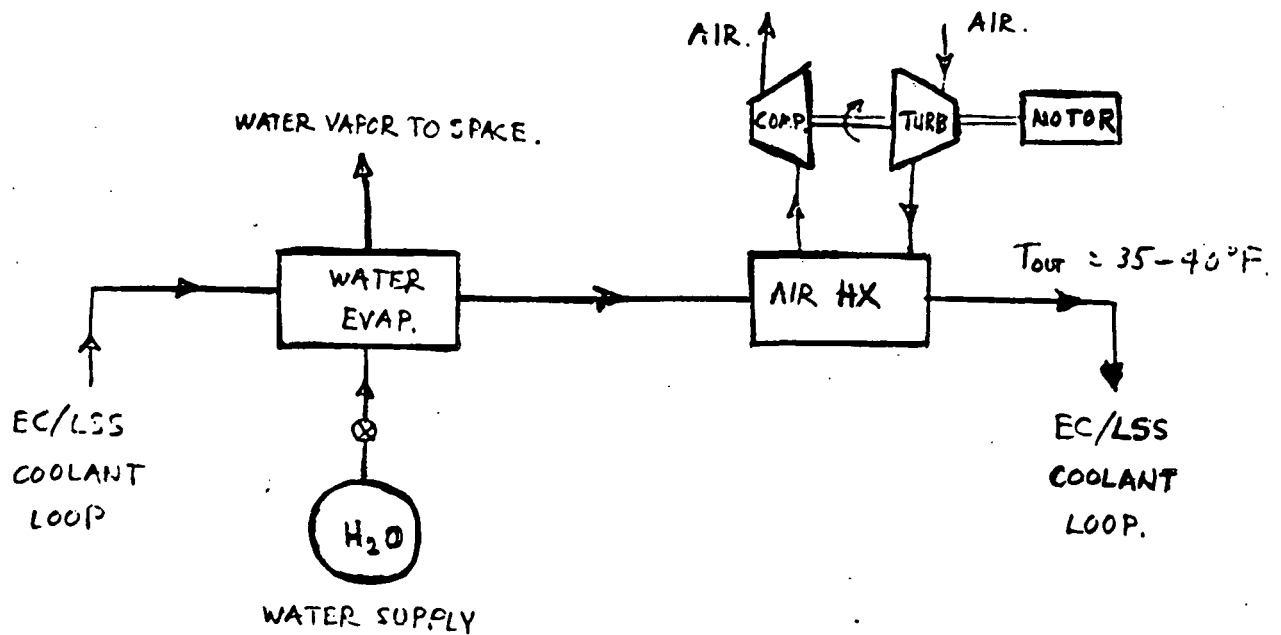 AIR.
AIR.
COMP.
TURB
MOTOR
WATER VAPOR TO SPACE.
WATER
EVAP.
AIR HX
TOUT = 35-40°F.
EC/LSS
COOLANT
LOOP
EC/LSS
COOLANT
LOOP.
H₂O
WATER SUPPLY